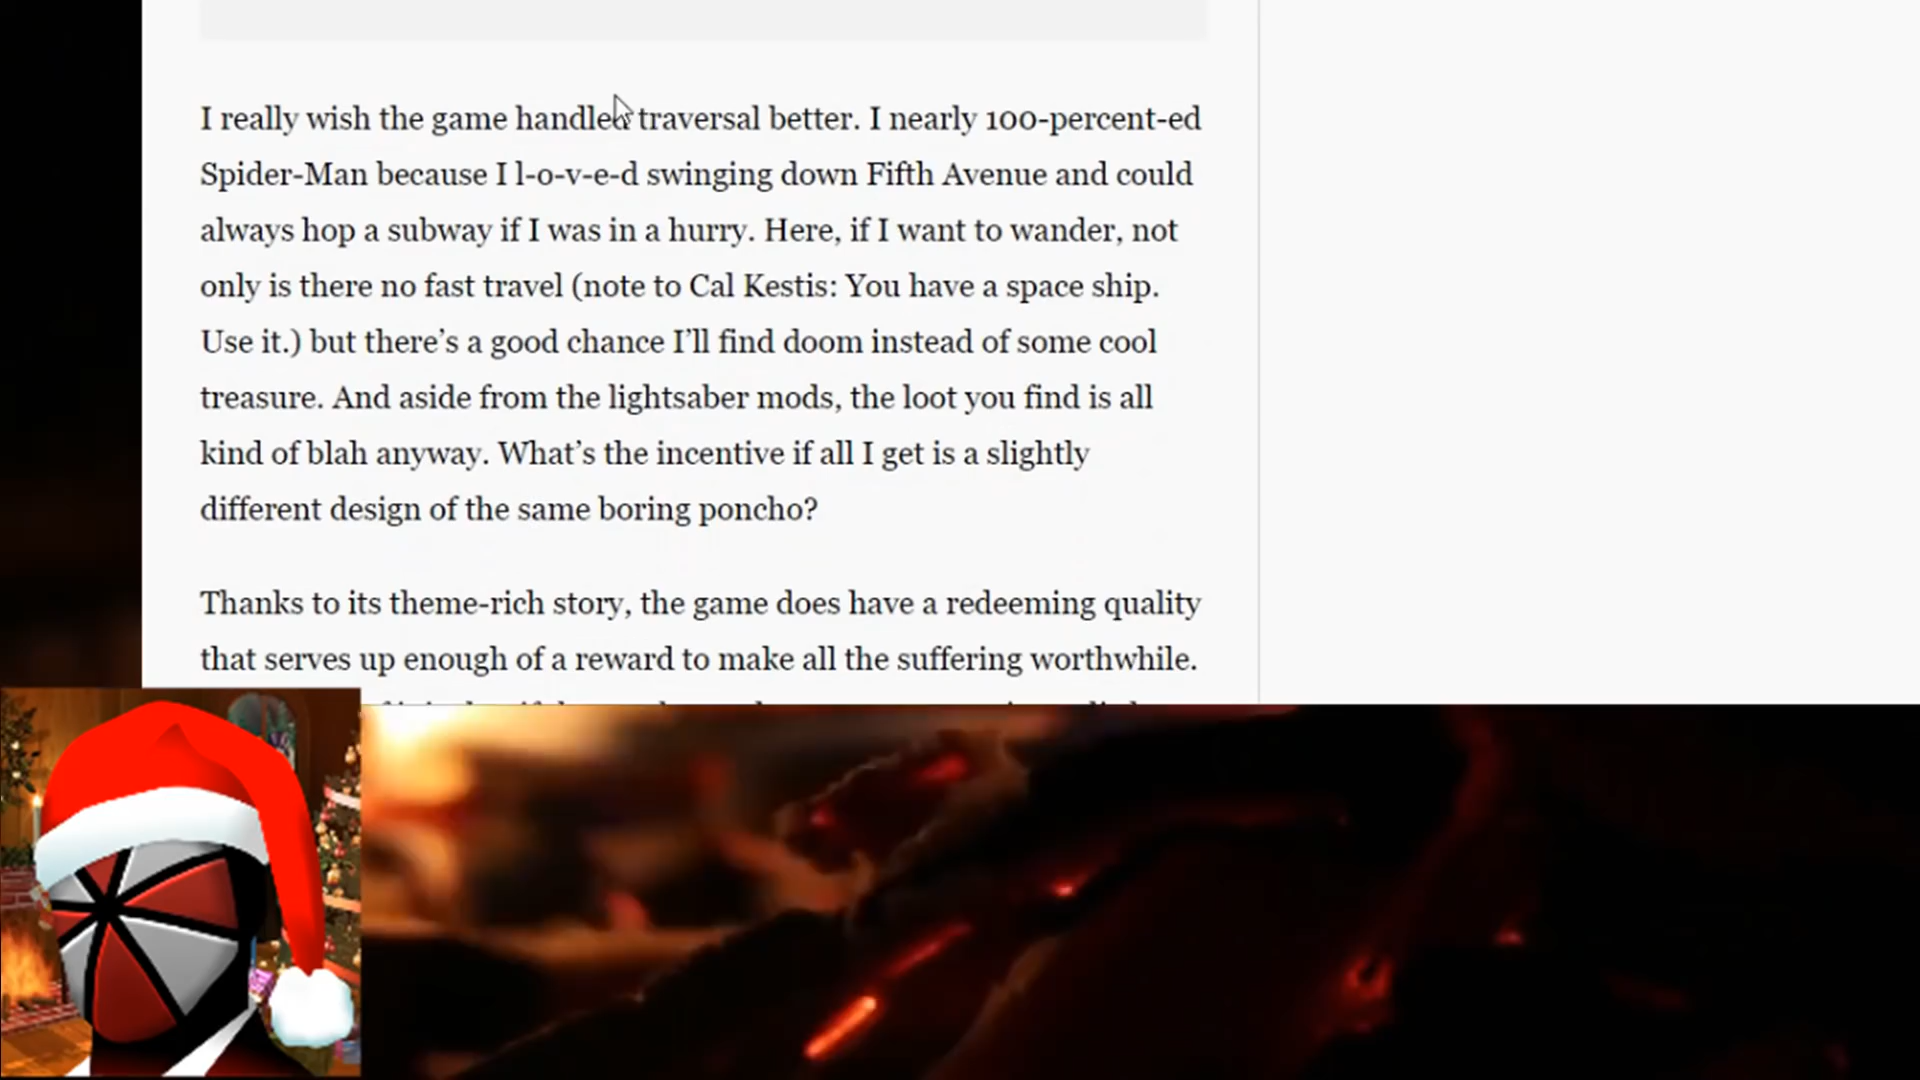 I really wish the game handled traversal better. I nearly 100-percent-ed
Spider-Man because I l-o-v-e-d swinging down Fifth Avenue and could
always hop a subway if I was in a hurry. Here, if I want to wander, not
only is there no fast travel (note to Cal Kestis: You have a space ship.
Use it.) but there’s a good chance I’ll find doom instead of some cool
treasure. And aside from the lightsaber mods, the loot you find is all
kind of blah anyway. What’s the incentive if all I get is a slightly
different design of the same boring poncho?
Thanks to its theme-rich story, the game does have a redeeming quality
that serves up enough of a reward to make all the suffering worthwhile.